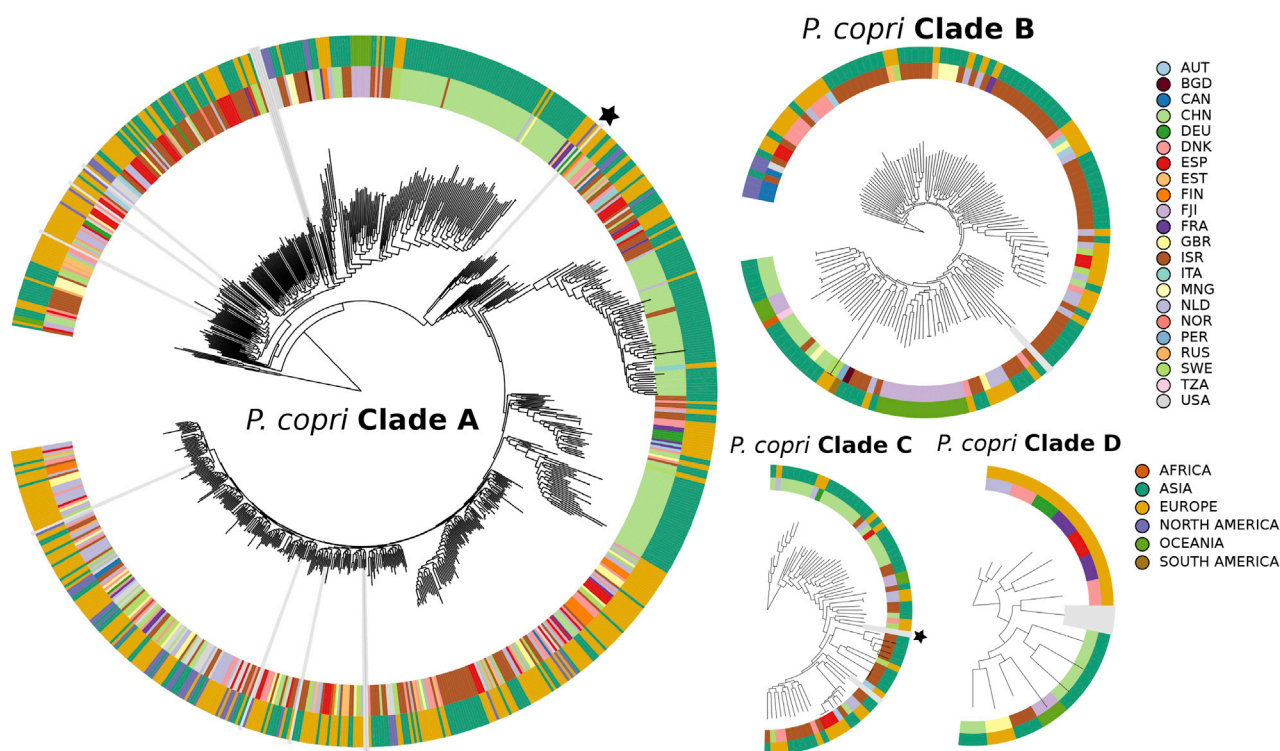 P. copri Clade A
P. copri Clade B
AUT
BGD
CAN
CHN
DEU
DNK
ESP
EST
FIN
FJI
FRA
GBR
ISR
ITA
MNG
NLD
NOR
PER
RUS
SWE
TZA
USA
P. copri Clade C
P. copri Clade D
AFRICA
ASIA
EUROPE
NORTH AMERICA
OCEANIA
SOUTH AMERICA